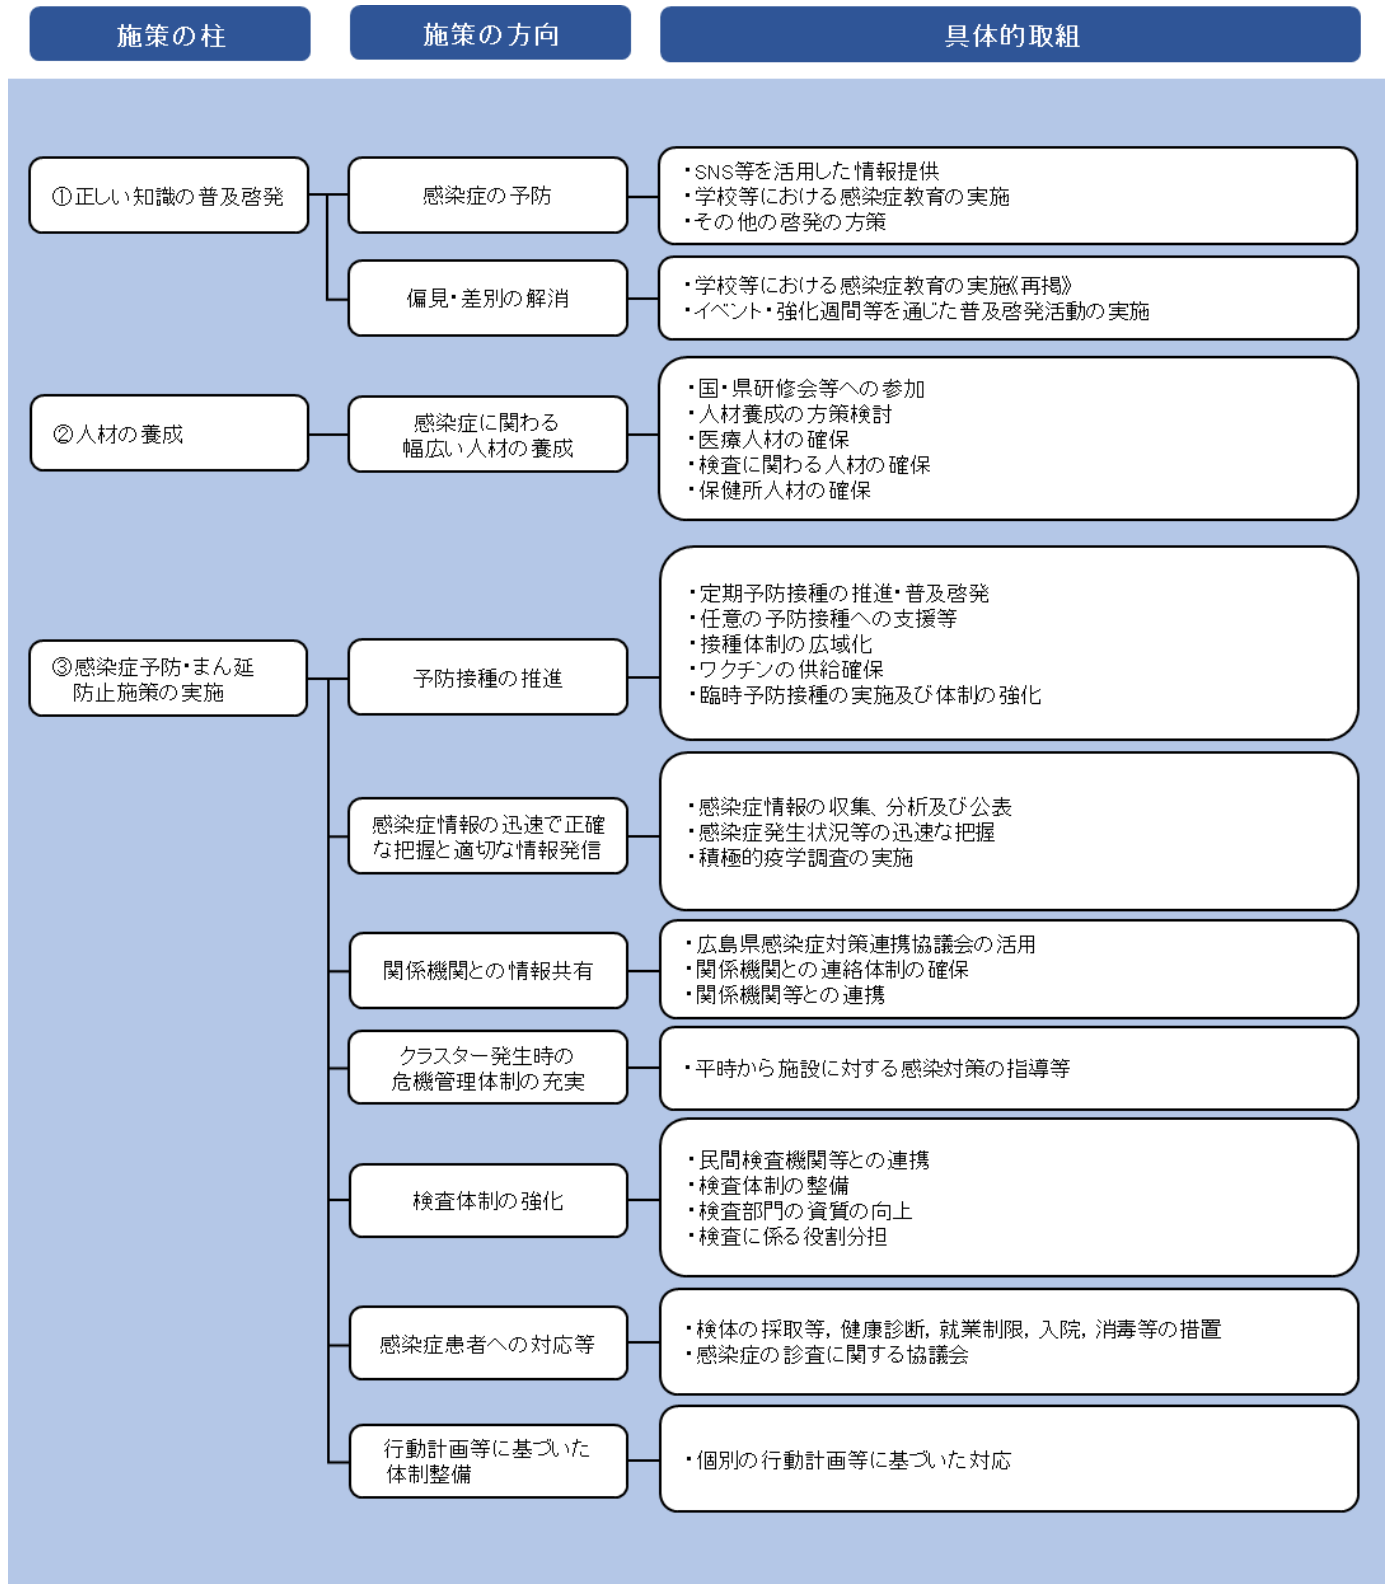 施策の柱
施策の方向
具体的取組
①正しい知識の普及啓発
感染症の予防
・SNS等を活用した情報提供
・学校等における感染症教育の実施
・その他の啓発の方策
偏見・差別の解消
・学校等における感染症教育の実施《再掲》
・イベント・強化週間等を通じた普及啓発活動の実施
②人材の養成
感染症に関わる
幅広い人材の養成
・国・県研修会等への参加
・人材養成の方策検討
・医療人材の確保
・検査に関わる人材の確保
・保健所人材の確保
③感染症予防・まん延
防止施策の実施
予防接種の推進
・定期予防接種の推進・普及啓発
・任意の予防接種への支援等
・接種体制の広域化
・ワクチンの供給確保
・臨時予防接種の実施及び体制の強化
感染症情報の迅速で正確
な把握と適切な情報発信
・感染症情報の収集、分析及び公表
・感染症発生状況等の迅速な把握
・積極的疫学調査の実施
関係機関との情報共有
・広島県感染症対策連携協議会の活用
・関係機関との連絡体制の確保
・関係機関等との連携
クラスター発生時の
危機管理体制の充実
・平時から施設に対する感染対策の指導等
検査体制の強化
・民間検査機関等との連携
・検査体制の整備
・検査部門の資質の向上
・検査に係る役割分担
感染症患者への対応等
・検体の採取等，健康診断，就業制限，入院，消毒等の措置
・感染症の診査に関する協議会
行動計画等に基づいた
体制整備
・個別の行動計画等に基づいた対応